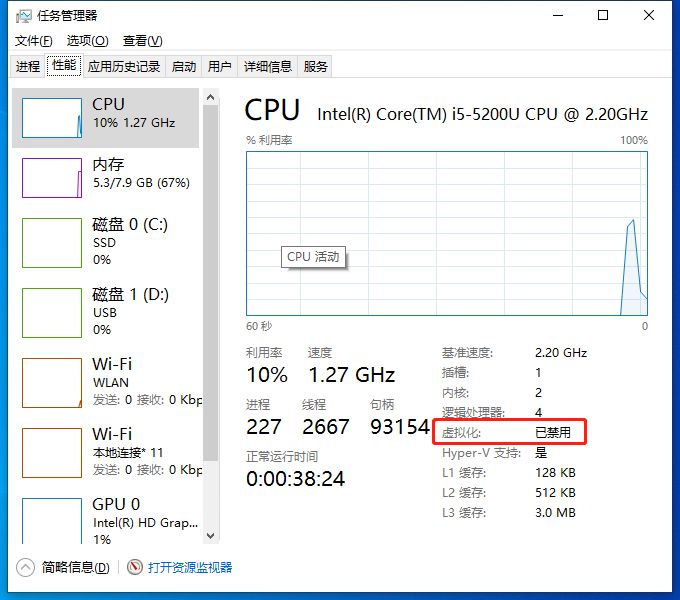 任务管理器
文件(F) 选项(O) 查看(V)
进程 性能 应用历史记录 启动 用户 详细信息 服务
CPU
10% 1.27 GHz
内存
5.3/7.9 GB (67%)
磁盘 0 (C:)
SSD
0%
磁盘 1 (D:)
USB
0%
Wi-Fi
WLAN
发送: 0 接收: 0 Kbp
Wi-Fi
本地连接* 11
发送: 0 接收: 0 Kbp
GPU 0
Intel(R) HD Grap...
1%
CPU Intel(R) Core(TM) i5-5200U CPU @ 2.20GHz
% 利用率 100%
CPU 活动
60 秒 0
利用率 速度
10% 1.27 GHz
进程 线程 句柄
227 2667 93154
正常运行时间
0:00:38:24
基准速度: 2.20 GHz
插槽: 1
内核: 2
逻辑处理器: 4
虚拟化: 已禁用
Hyper-V 支持: 是
L1 缓存: 128 KB
L2 缓存: 512 KB
L3 缓存: 3.0 MB
简略信息(D) 打开资源监视器